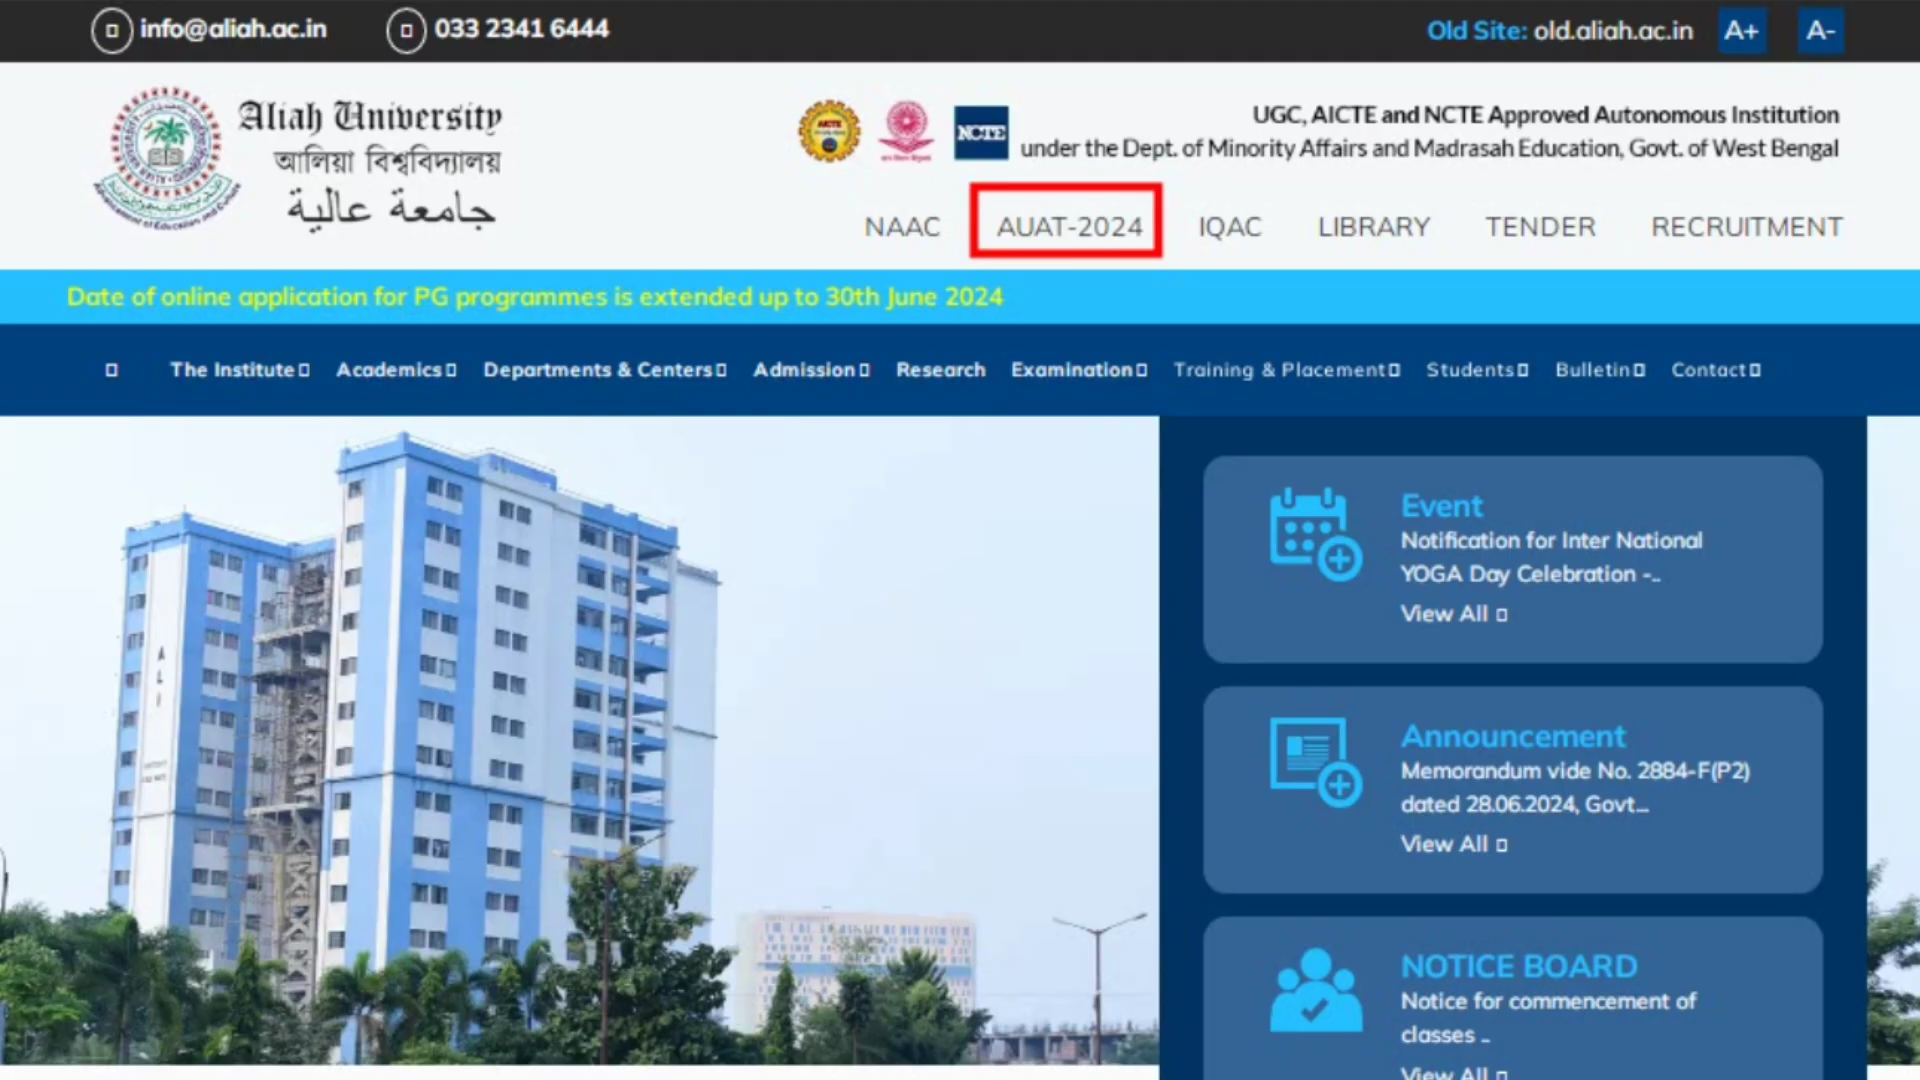 info@aliah.ac.in
033 2341 6444
Old Site: old.aliah.ac.in
A+
A-
Aliah University
আলিয়া বিশ্ববিদ্যালয়
جامعة عالية
AICTE
NCTE
UGC, AICTE and NCTE Approved Autonomous Institution
under the Dept. of Minority Affairs and Madrasah Education, Govt. of West Bengal
NAAC
AUAT-2024
IQAC
LIBRARY
TENDER
RECRUITMENT
Date of online application for PG programmes is extended up to 30th June 2024
The Institute
Academics
Departments & Centers
Admission
Research
Examination
Training & Placement
Students
Bulletin
Contact
Event
Notification for Inter National
YOGA Day Celebration -..
View All
Announcement
Memorandum vide No. 2884-F(P2)
dated 28.06.2024, Govt...
View All
NOTICE BOARD
Notice for commencement of
classes ..
View All